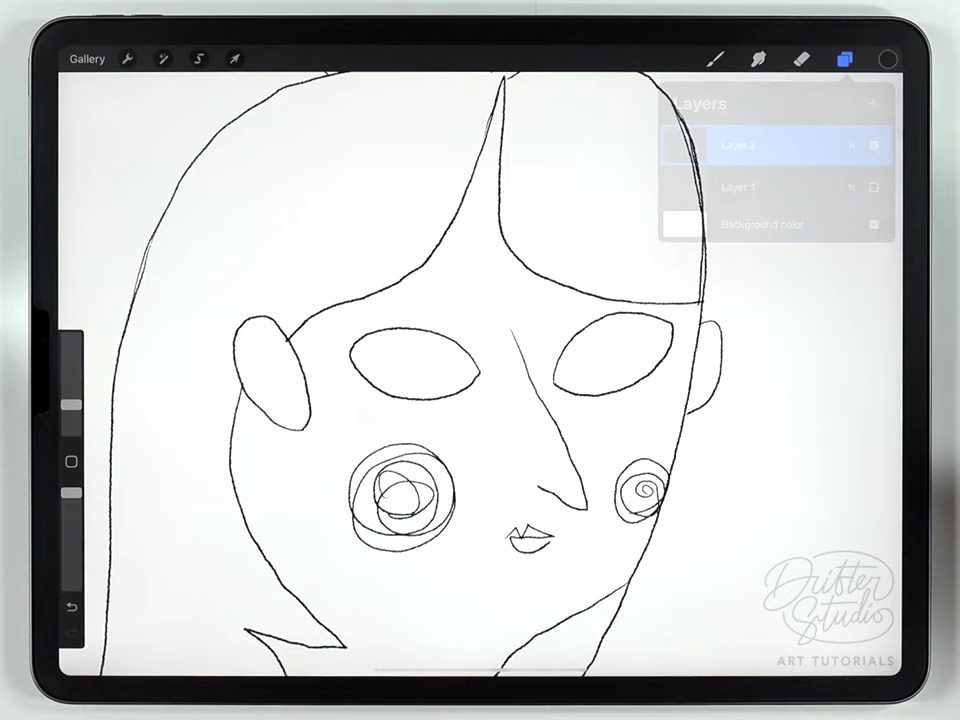 Gallery
Layers
Layer 2 N
Layer 1 N
Background color
Drifter
Studio
ART TUTORIALS